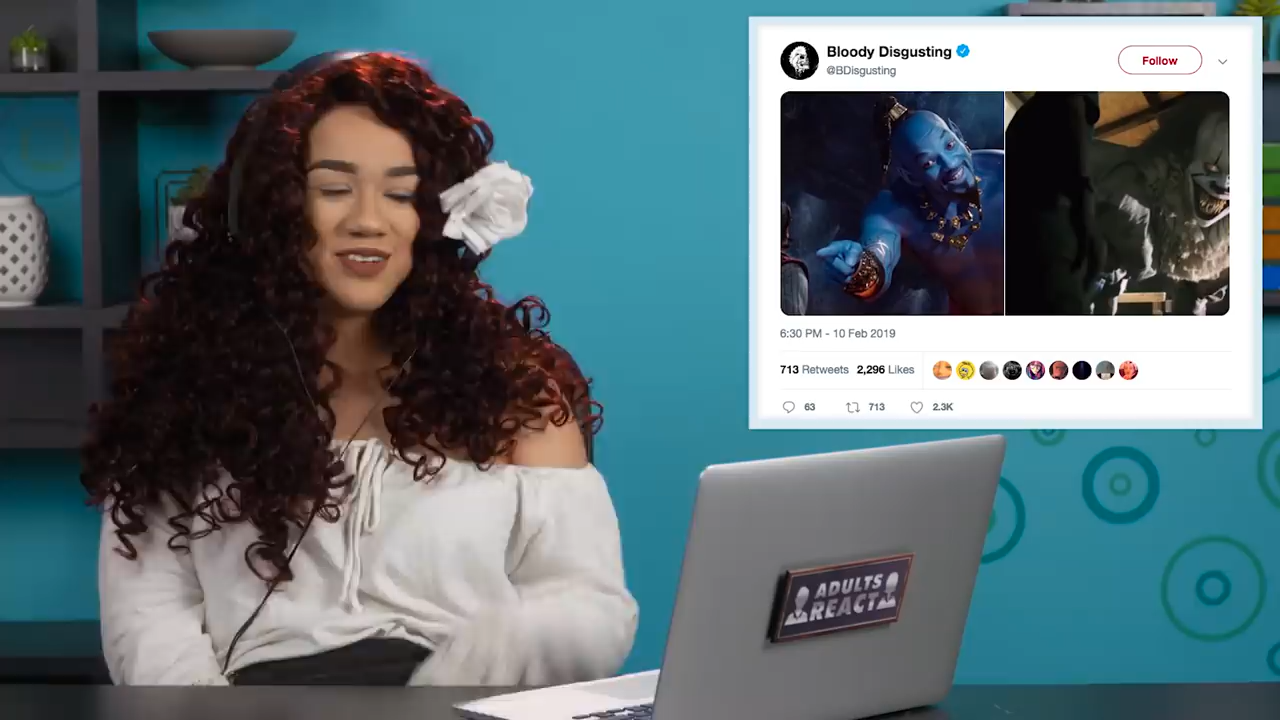 Bloody Disgusting
@BDisgusting
Follow
6:30 PM - 10 Feb 2019
713 Retweets 2,296 Likes
63 713 2.3K
ADULTS
REACT